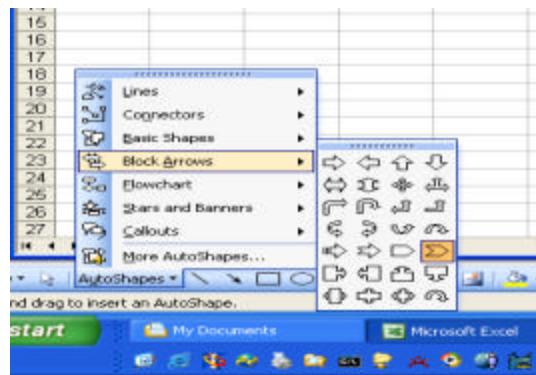 15
16
17
18
19
20
21
22
23
24
25
26
27
Lines
Connectors
Basic Shapes
Block Arrows
Flowchart
Stars and Banners
Callouts
More AutoShapes...
AutoShapes
nd drag to insert an AutoShape.
start
My Documents
Microsoft Excel